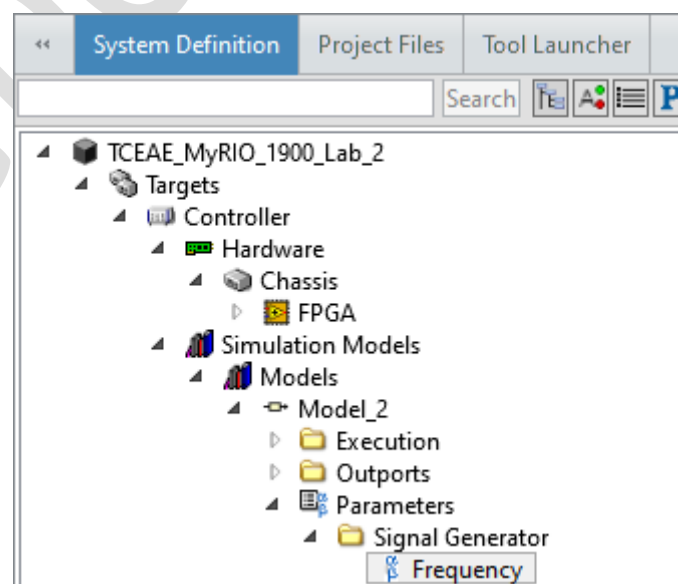 System Definition Project Files Tool Launcher
Search
TCEAE_MyRIO_1900_Lab_2
Targets
Controller
Hardware
Chassis
FPGA
Simulation Models
Models
Model_2
Execution
Outports
Parameters
Signal Generator
Frequency